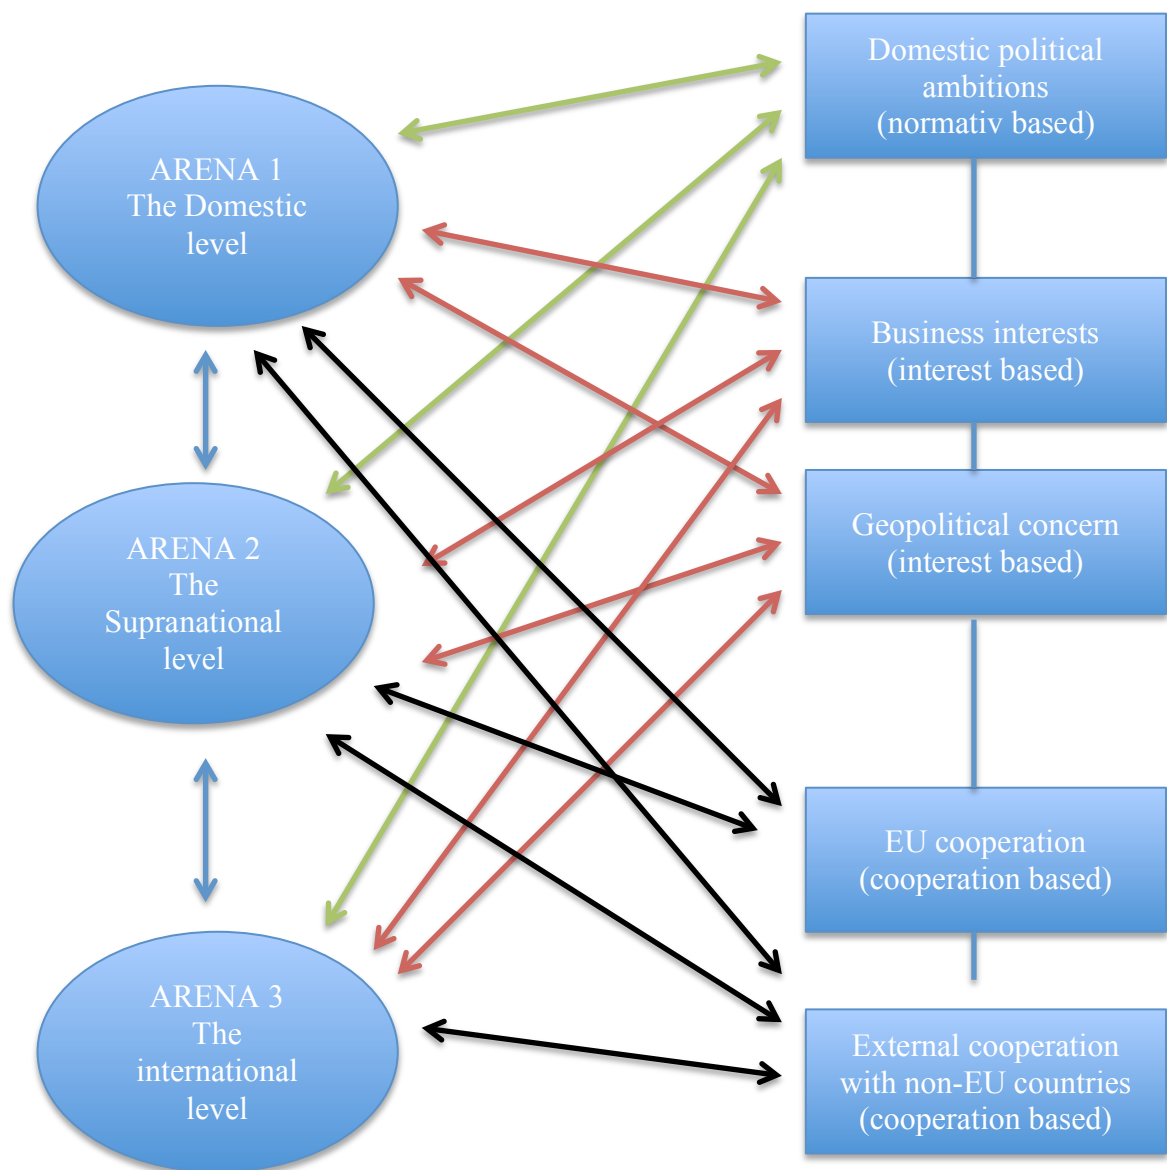 ARENA 1
The Domestic
level
ARENA 2
The
Supranational
level
ARENA 3
The
international
level
Domestic political
ambitions
(normativ based)
Business interests
(interest based)
Geopolitical concern
(interest based)
EU cooperation
(cooperation based)
External cooperation
with non-EU countries
(cooperation based)